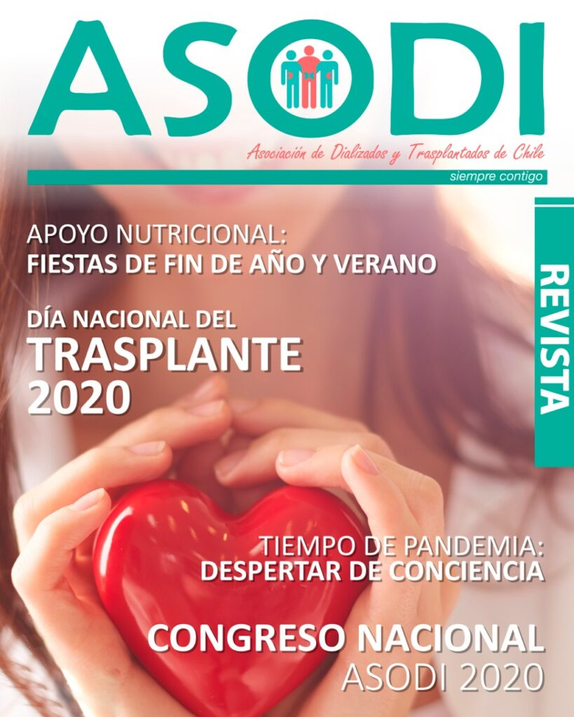 ASODI
Asociación de Dializados y Trasplantados de Chile
siempre contigo
APOYO NUTRICIONAL:
FIESTAS DE FIN DE AÑO Y VERANO
REVISTA
DÍA NACIONAL DEL
TRASPLANTE
2020
TIEMPO DE PANDEMIA:
DESPERTAR DE CONCIENCIA
CONGRESO NACIONAL
ASODI 2020